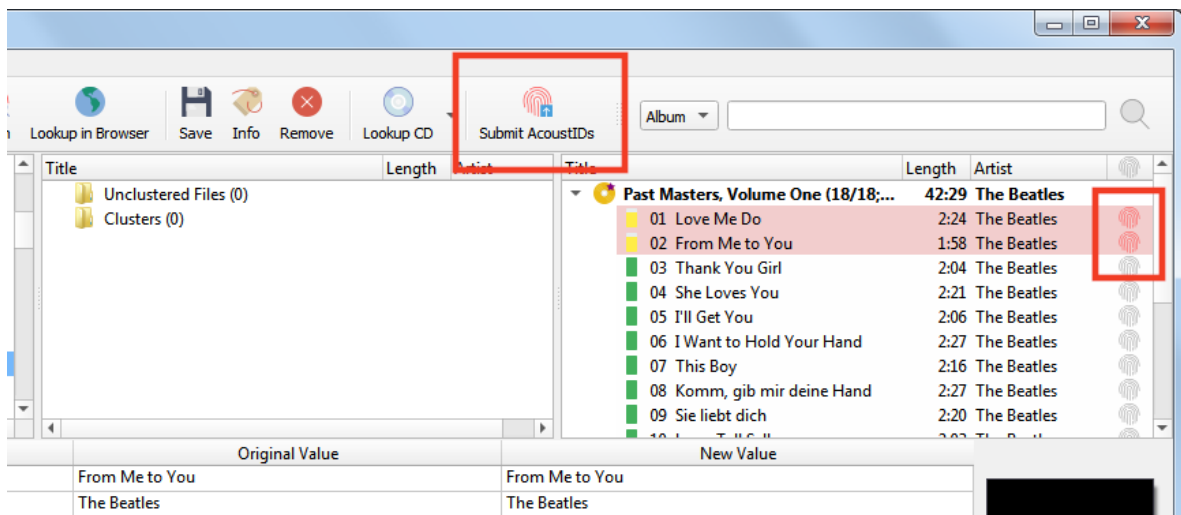 Lookup in Browser Save Info Remove Lookup CD Submit AcoustIDs Album
Title Length Artist
Unclustered Files (0)
Clusters (0)
Title Length Artist
Past Masters, Volume One (18/18;... 42:29 The Beatles
01 Love Me Do 2:24 The Beatles
02 From Me to You 1:58 The Beatles
03 Thank You Girl 2:04 The Beatles
04 She Loves You 2:21 The Beatles
05 I'll Get You 2:06 The Beatles
06 I Want to Hold Your Hand 2:27 The Beatles
07 This Boy 2:16 The Beatles
08 Komm, gib mir deine Hand 2:27 The Beatles
09 Sie liebt dich 2:20 The Beatles
Original Value New Value
From Me to You From Me to You
The Beatles The Beatles